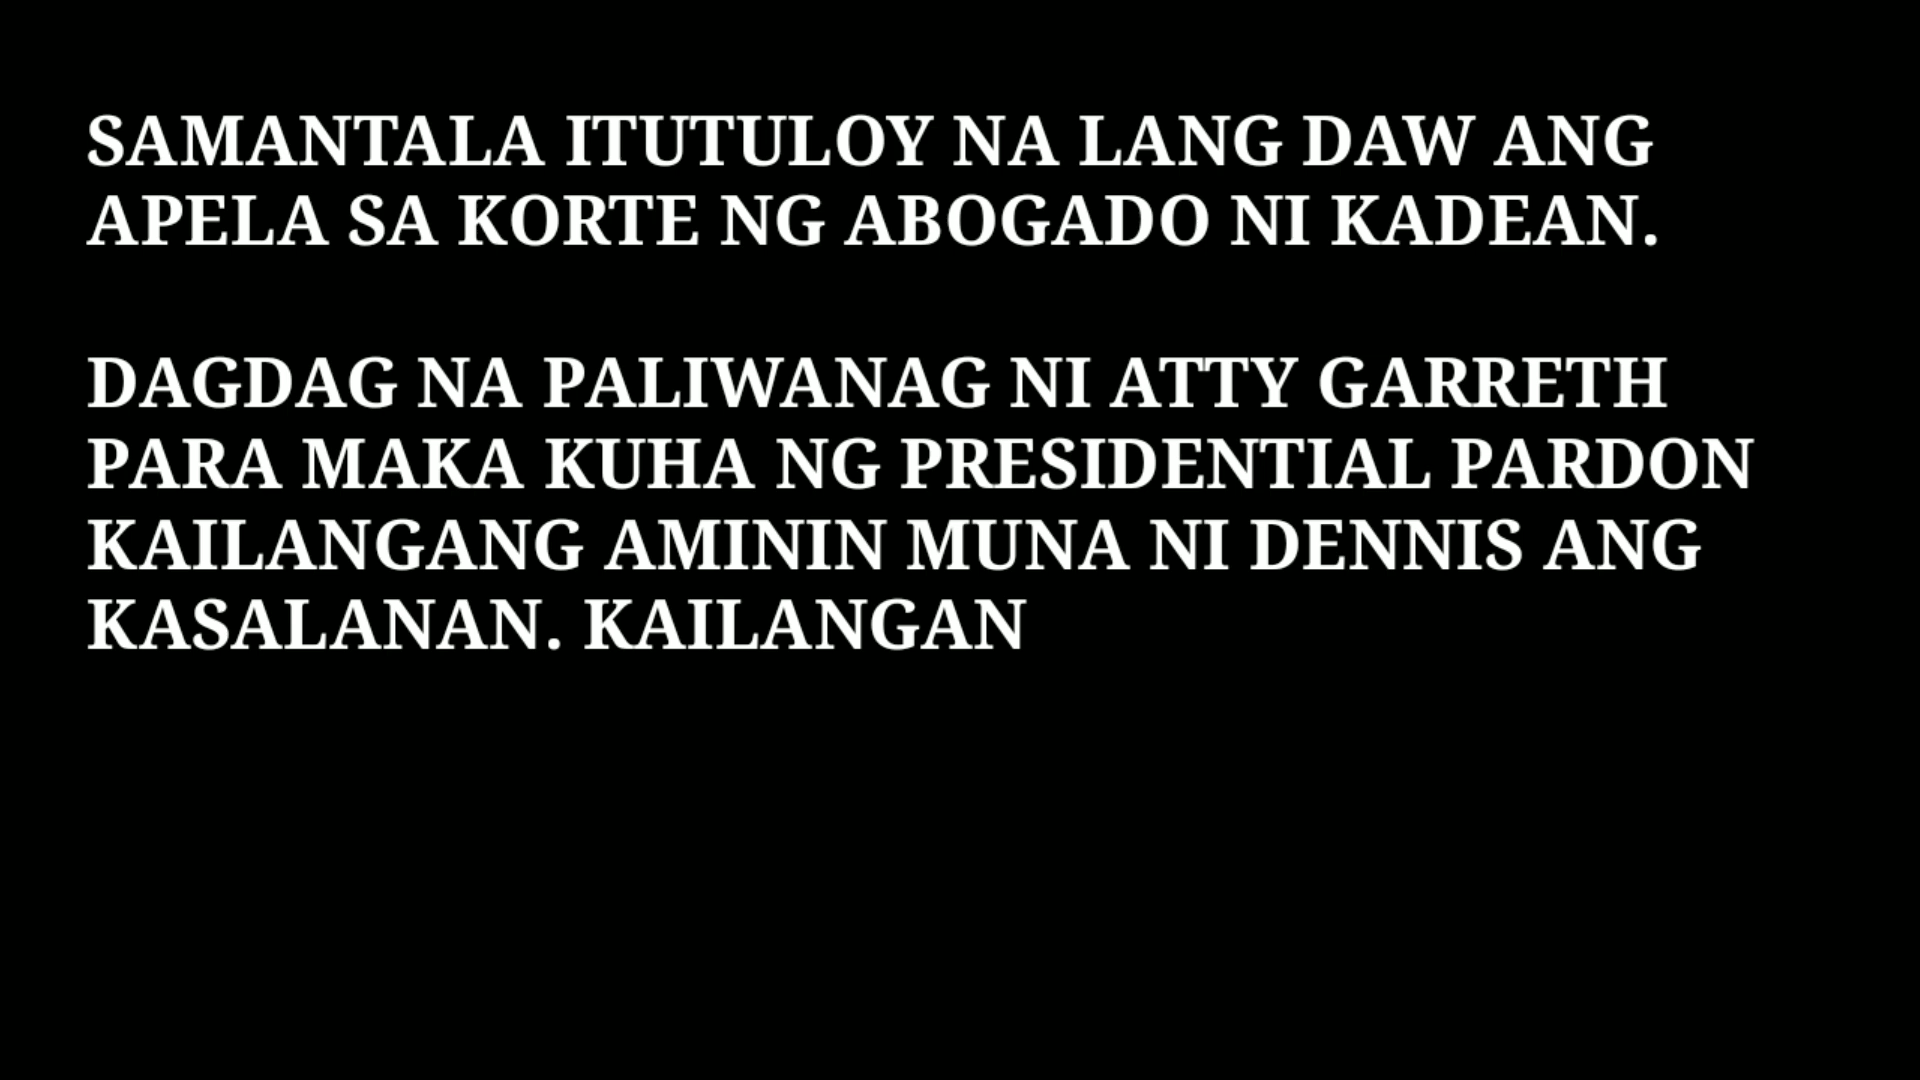 SAMANTALA ITUTULOY NA LANG DAW ANG
APELA SA KORTE NG ABOGADO NI KADEAN.
DAGDAG NA PALIWANAG NI ATTY GARRETH
PARA MAKA KUHA NG PRESIDENTIAL PARDON
KAILANGANG AMININ MUNA NI DENNIS ANG
KASALANAN. KAILANGAN